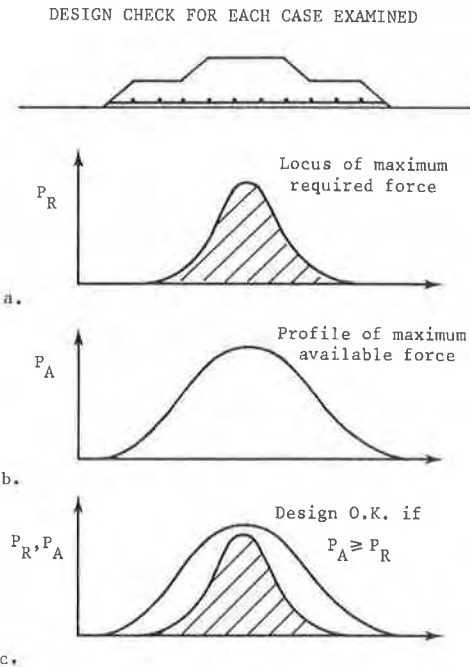 DESIGN CHECK FOR EACH CASE EXAMINED
Locus of maximum
required force
P_R
a.
Profile of maximum
available force
P_A
b.
Design O.K. if
P_A ≥ P_R
P_R, P_A
c.